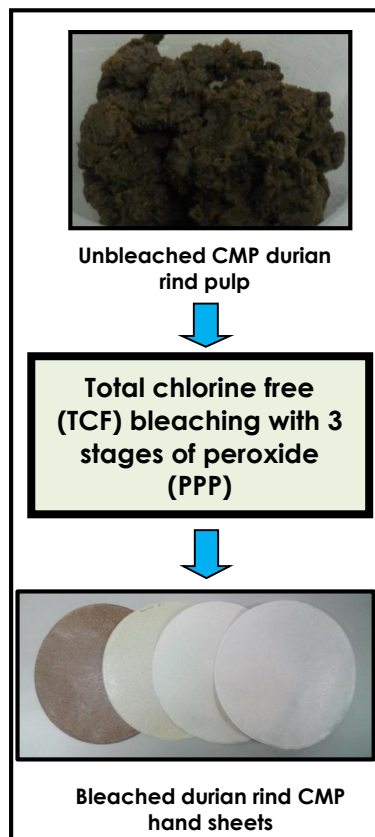 Unbleached CMP durian
rind pulp
Total chlorine free
(TCF) bleaching with 3
stages of peroxide
(PPP)
Bleached durian rind CMP
hand sheets